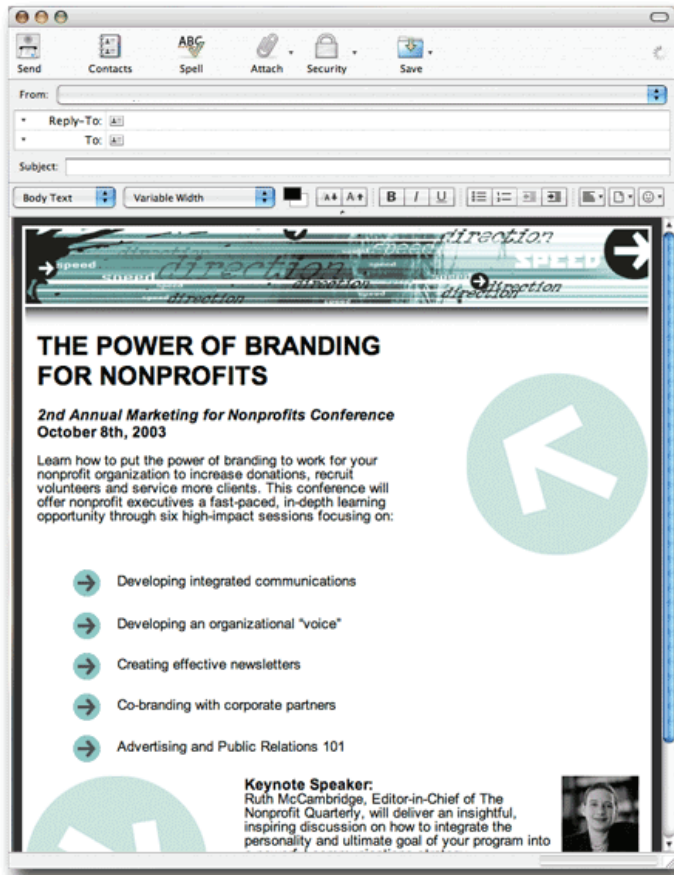 Send Contacts ABC Spell Attach Security Save
From:
Reply-To:
To:
Subject:
Body Text Variable Width A A B I U
direction
speed
direction
speed
SPEED
speed
direction
speed
direction
direction
direction
THE POWER OF BRANDING
FOR NONPROFITS
2nd Annual Marketing for Nonprofits Conference
October 8th, 2003
Learn how to put the power of branding to work for your
nonprofit organization to increase donations, recruit
volunteers and service more clients. This conference will
offer nonprofit executives a fast-paced, in-depth learning
opportunity through six high-impact sessions focusing on:
Developing integrated communications
Developing an organizational “voice”
Creating effective newsletters
Co-branding with corporate partners
Advertising and Public Relations 101
Keynote Speaker:
Ruth McCambridge, Editor-in-Chief of The
Nonprofit Quarterly, will deliver an insightful,
inspiring discussion on how to integrate the
personality and ultimate goal of your program into